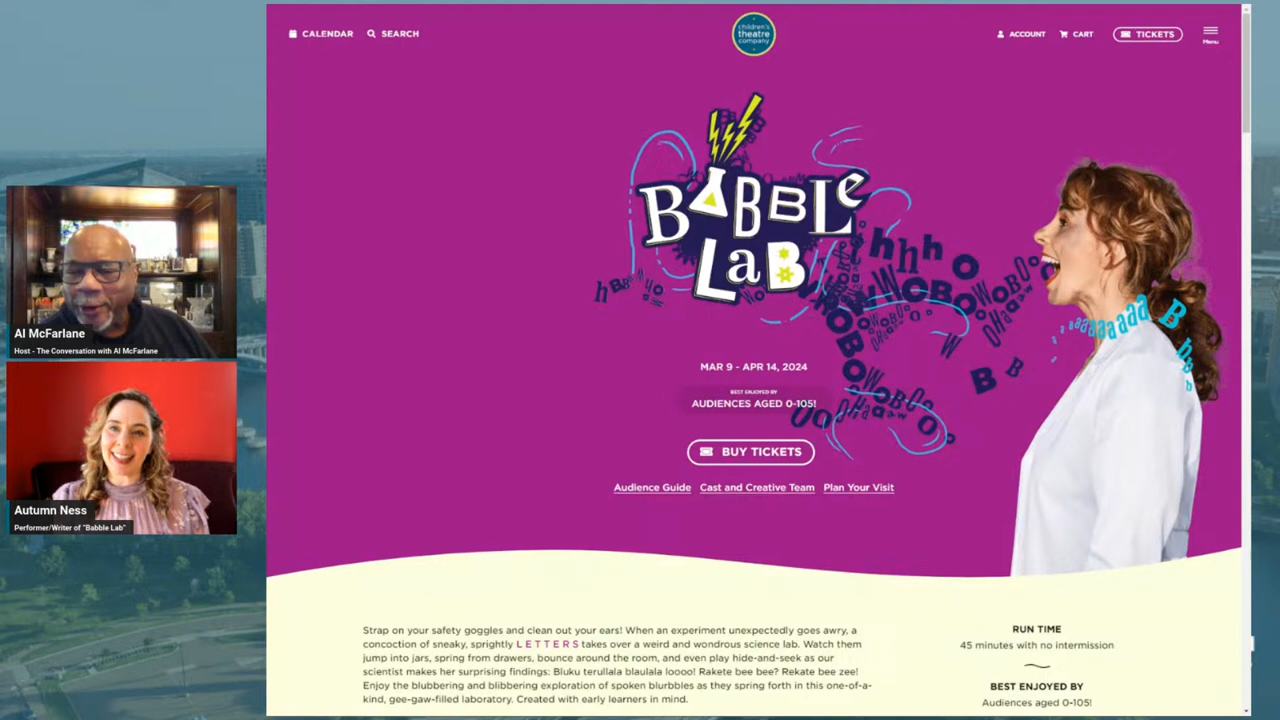 CALENDAR SEARCH
children's
theatre
company
ACCOUNT CART TICKETS
Menu
BABBLe
LaB
hhh O
MAR 9 - APR 14, 2024
BEST ENJOYED BY
AUDIENCES AGED 0-105!
BUY TICKETS
Audience Guide Cast and Creative Team Plan Your Visit
Al McFarlane
Host - The Conversation with Al McFarlane
Autumn Ness
Performer/Writer of "Babble Lab"
Strap on your safety goggles and clean out your ears! When an experiment unexpectedly goes awry, a
concoction of sneaky, sprightly LETTERS takes over a weird and wondrous science lab. Watch them
jump into jars, spring from drawers, bounce around the room, and even play hide-and-seek as our
scientist makes her surprising findings: Bluku terullala blaulala loooo! Rakete bee bee? Rekate bee zee!
Enjoy the blubbering and blibbering exploration of spoken blurbbles as they spring forth in this one-of-a-
kind, gee-gaw-filled laboratory. Created with early learners in mind.
RUN TIME
45 minutes with no intermission
BEST ENJOYED BY
Audiences aged 0-105!